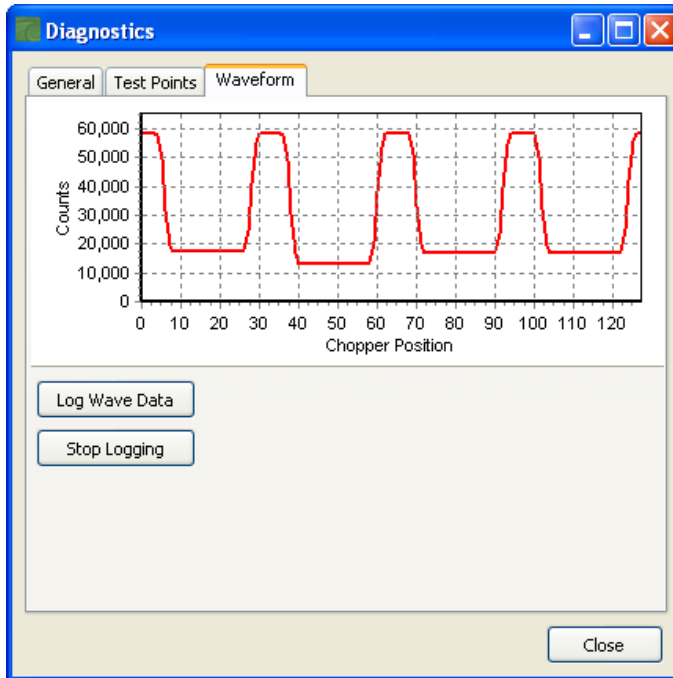 Diagnostics
General Test Points Waveform
60,000
50,000
40,000
30,000
20,000
10,000
0
Counts
0 10 20 30 40 50 60 70 80 90 100 110 120
Chopper Position
Log Wave Data
Stop Logging
Close